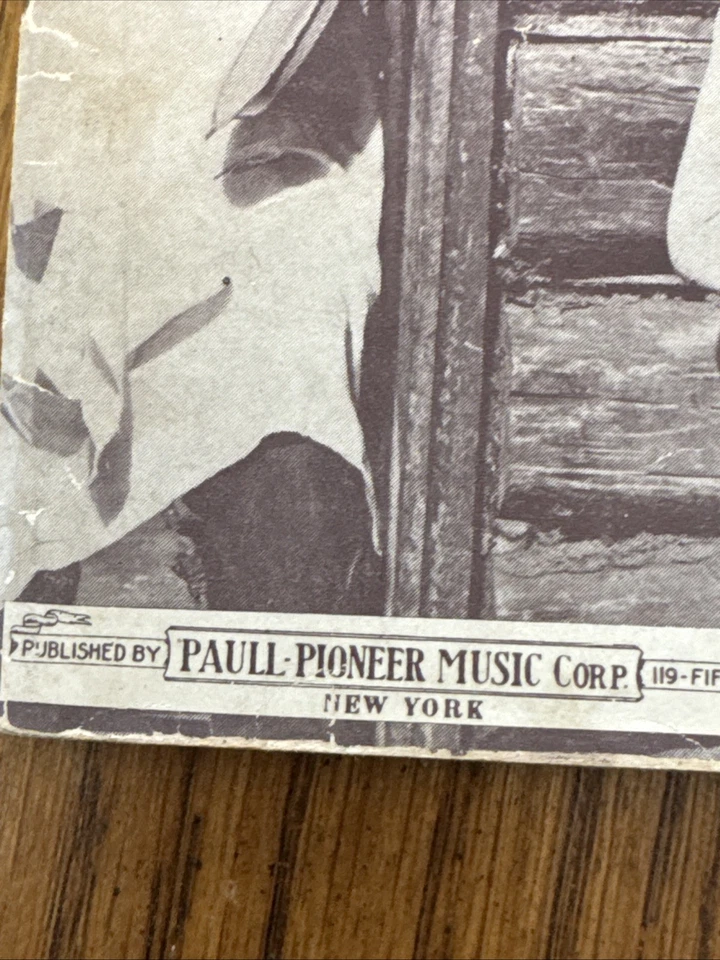 PUBLISHED BY PAULL-PIONEER MUSIC CORP. 119-FIF
NEW YORK